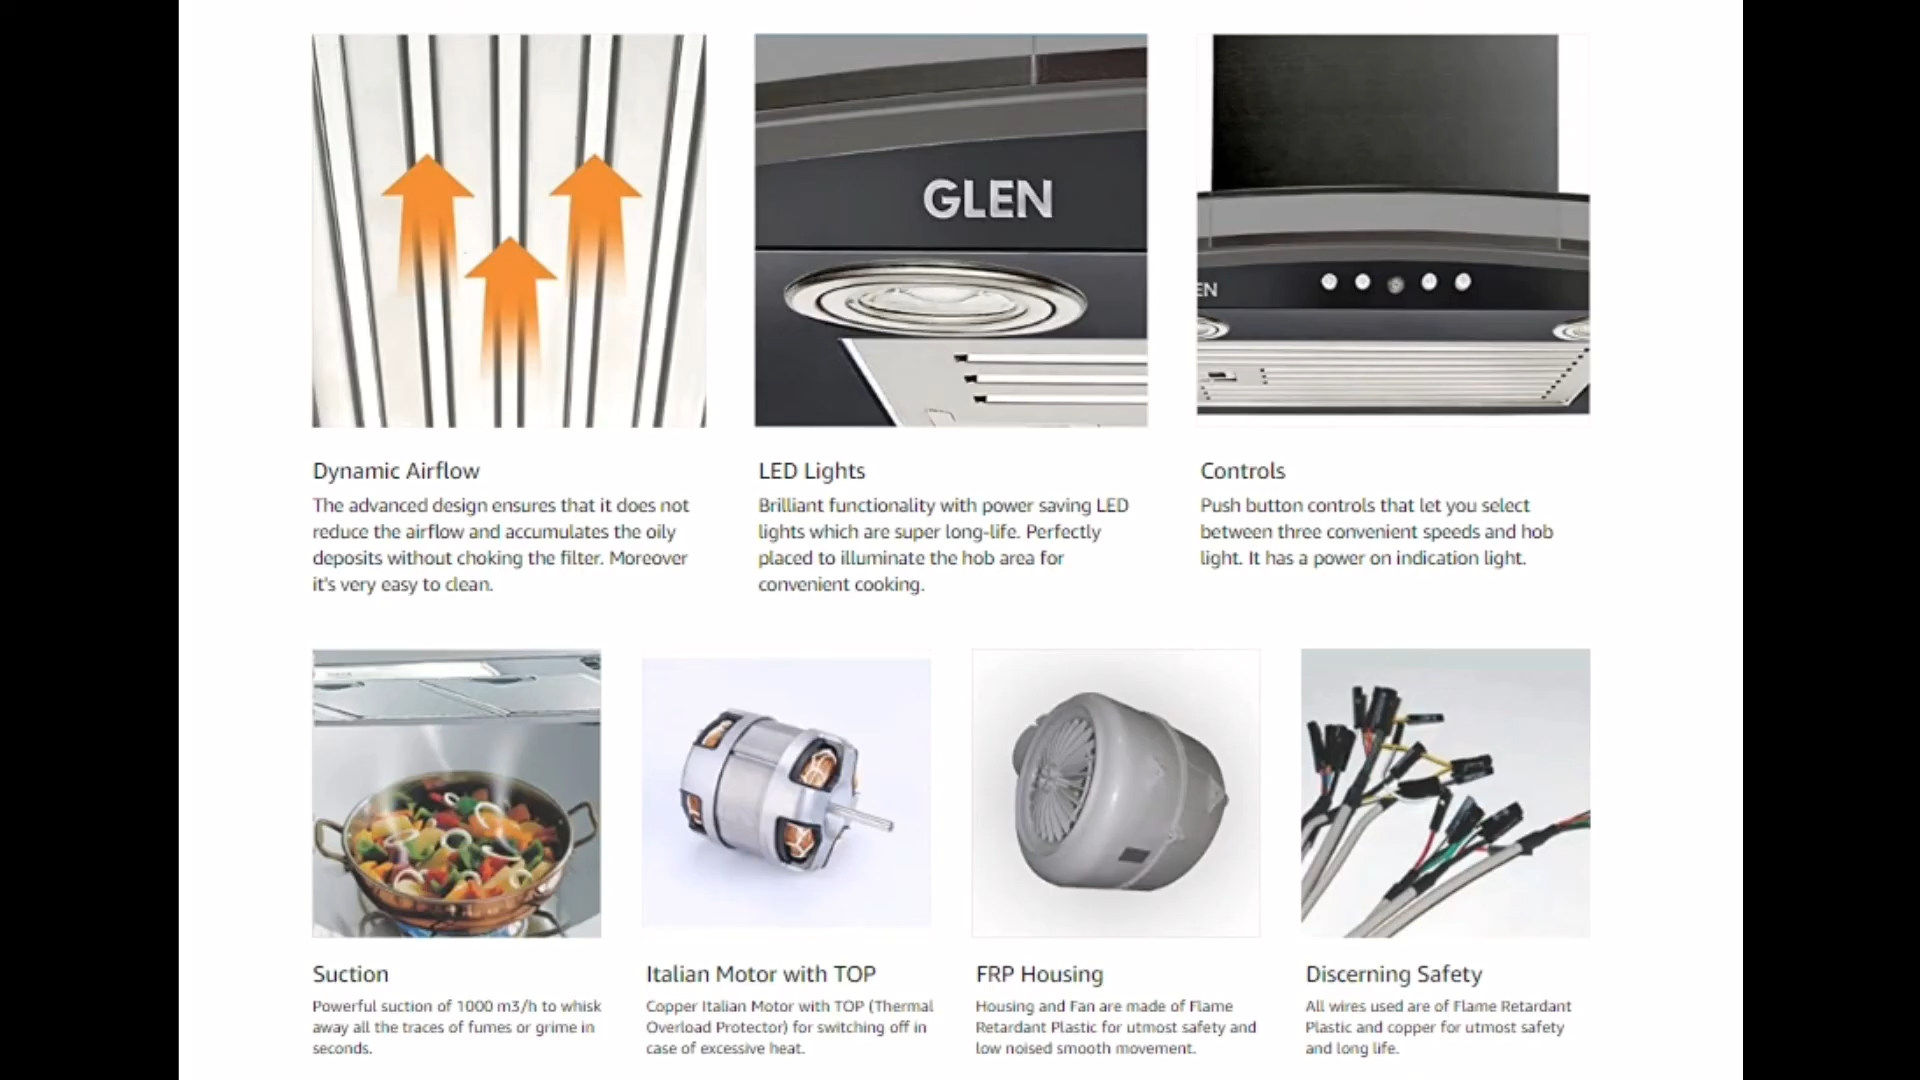 GLEN
EN
Dynamic Airflow
The advanced design ensures that it does not
reduce the airflow and accumulates the oily
deposits without choking the filter. Moreover
it's very easy to clean.
LED Lights
Brilliant functionality with power saving LED
lights which are super long-life. Perfectly
placed to illuminate the hob area for
convenient cooking.
Controls
Push button controls that let you select
between three convenient speeds and hob
light. It has a power on indication light.
Suction
Powerful suction of 1000 m3/h to whisk
away all the traces of fumes or grime in
seconds.
Italian Motor with TOP
Copper Italian Motor with TOP (Thermal
Overload Protector) for switching off in
case of excessive heat.
FRP Housing
Housing and Fan are made of Flame
Retardant Plastic for utmost safety and
low noised smooth movement.
Discerning Safety
All wires used are of Flame Retardant
Plastic and copper for utmost safety
and long life.